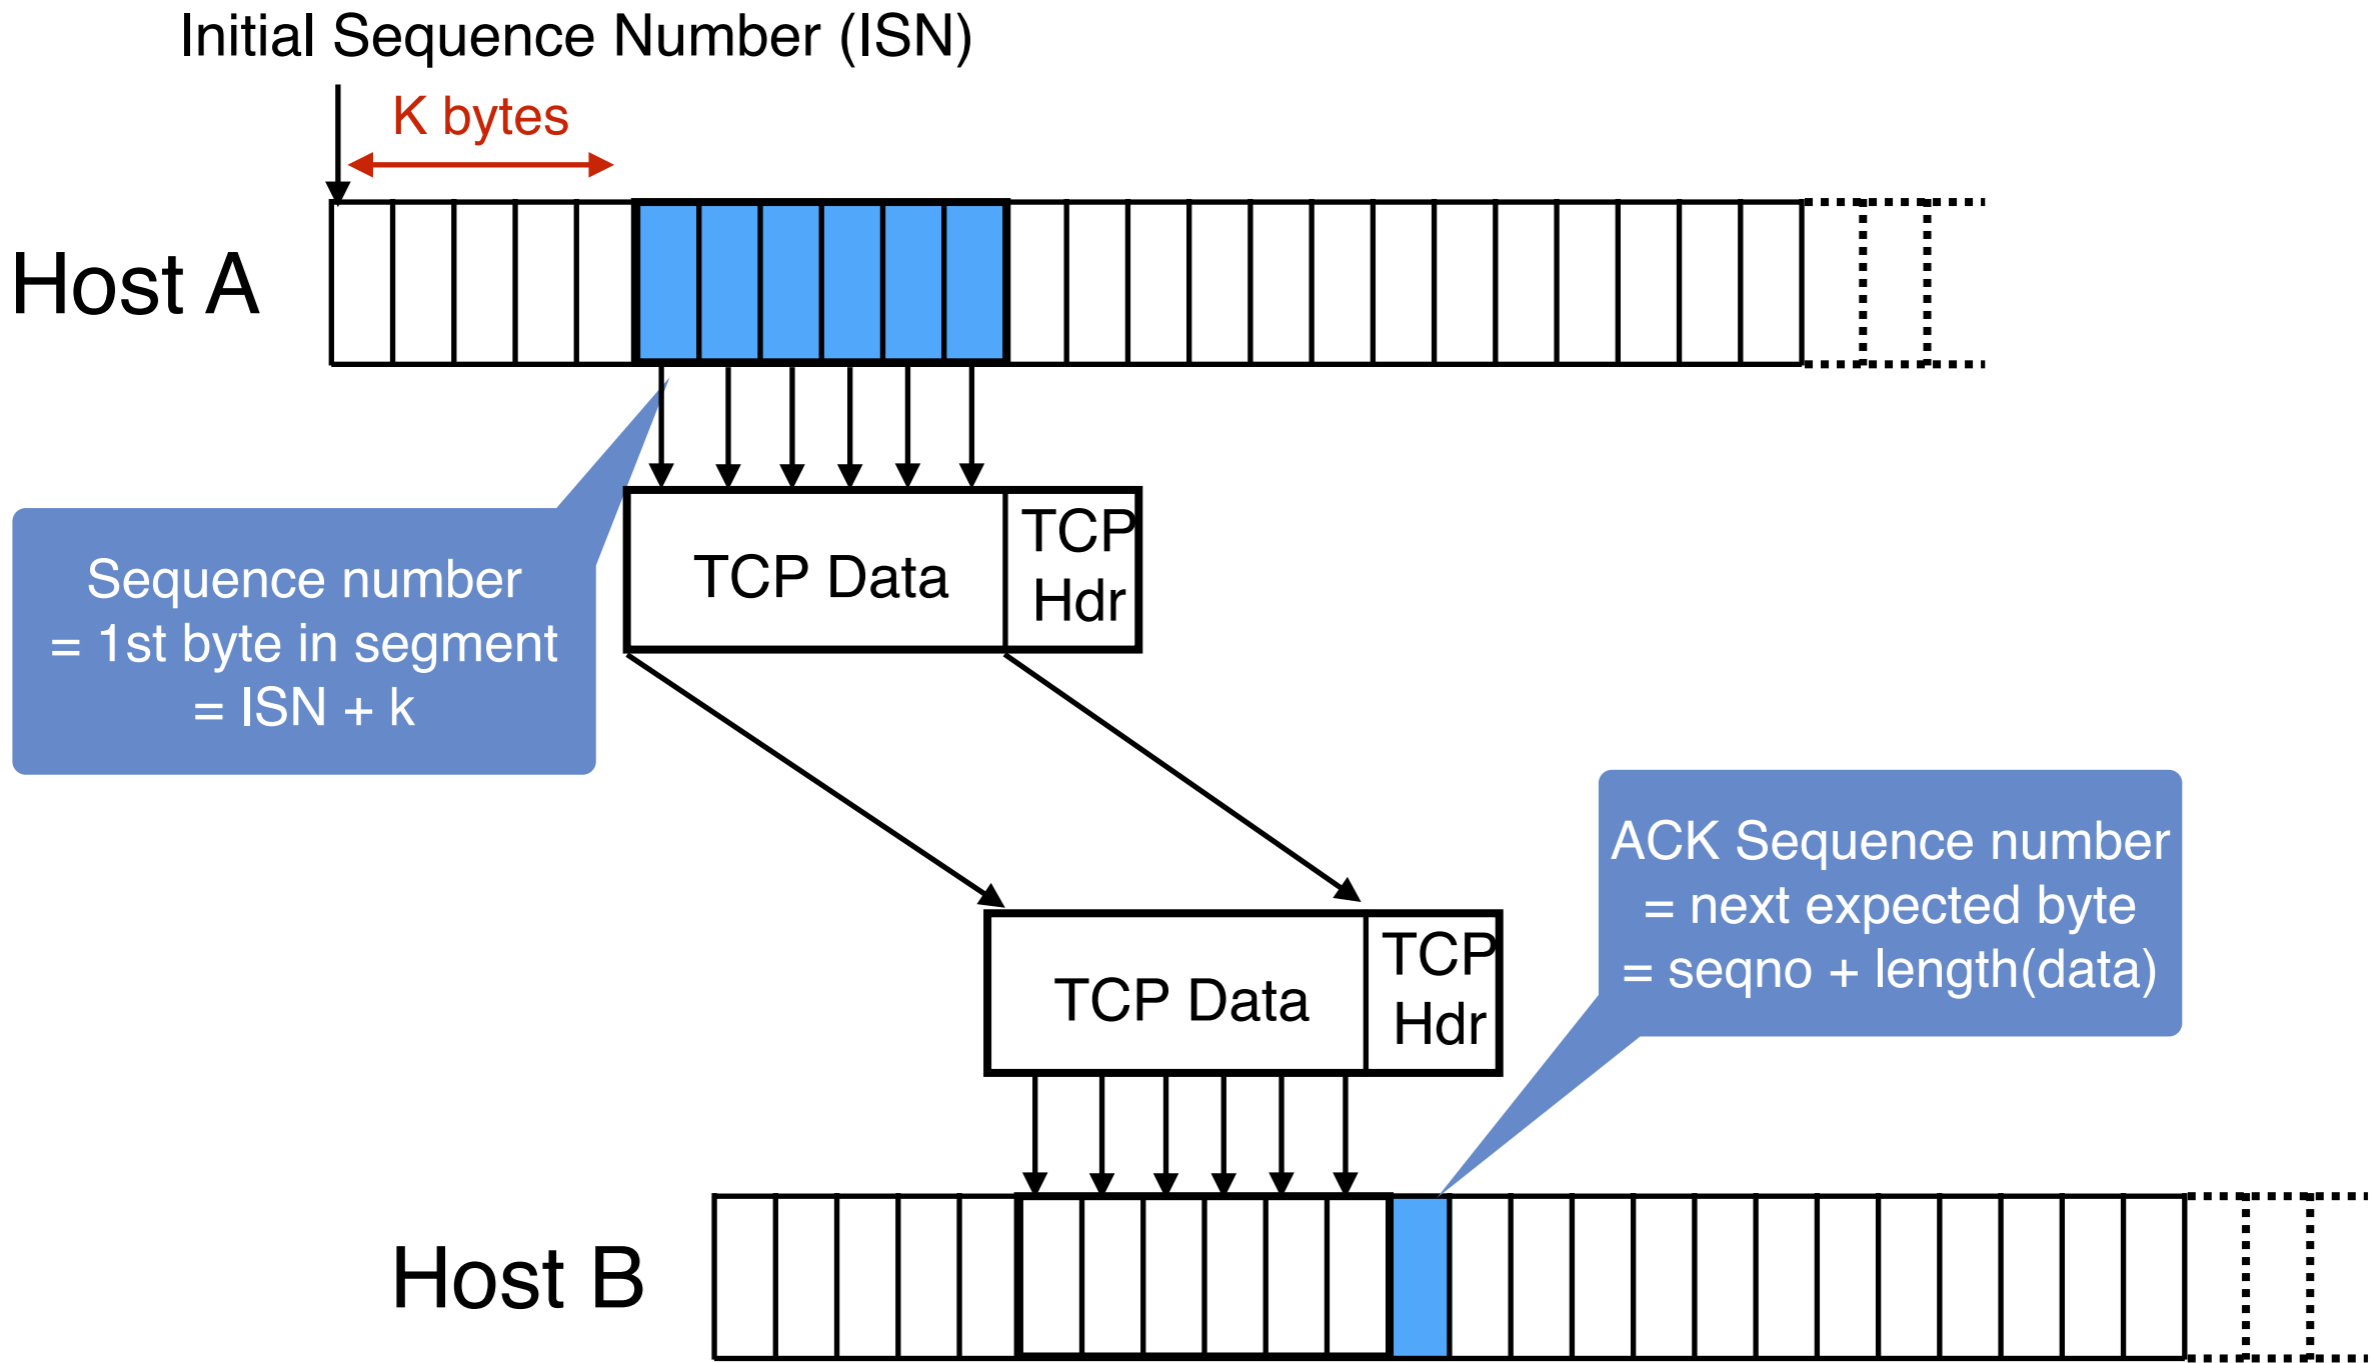 Initial Sequence Number (ISN)
K bytes
Host A
TCP Data
TCP
Hdr
Sequence number
= 1st byte in segment
= ISN + k
ACK Sequence number
= next expected byte
= seqno + length(data)
TCP Data
TCP
Hdr
Host B